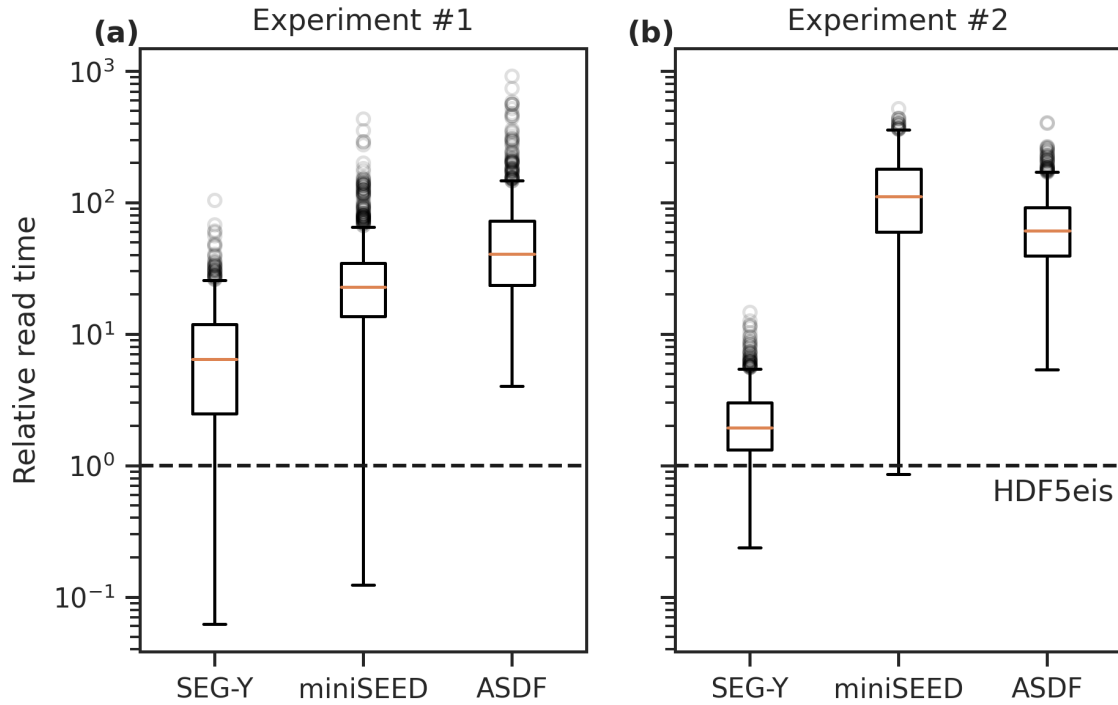 (a) Experiment #1
(b) Experiment #2
Relative read time
10³
10²
10¹
10⁰
10⁻¹
HDF5eis
SEG-Y miniSEED ASDF
SEG-Y miniSEED ASDF